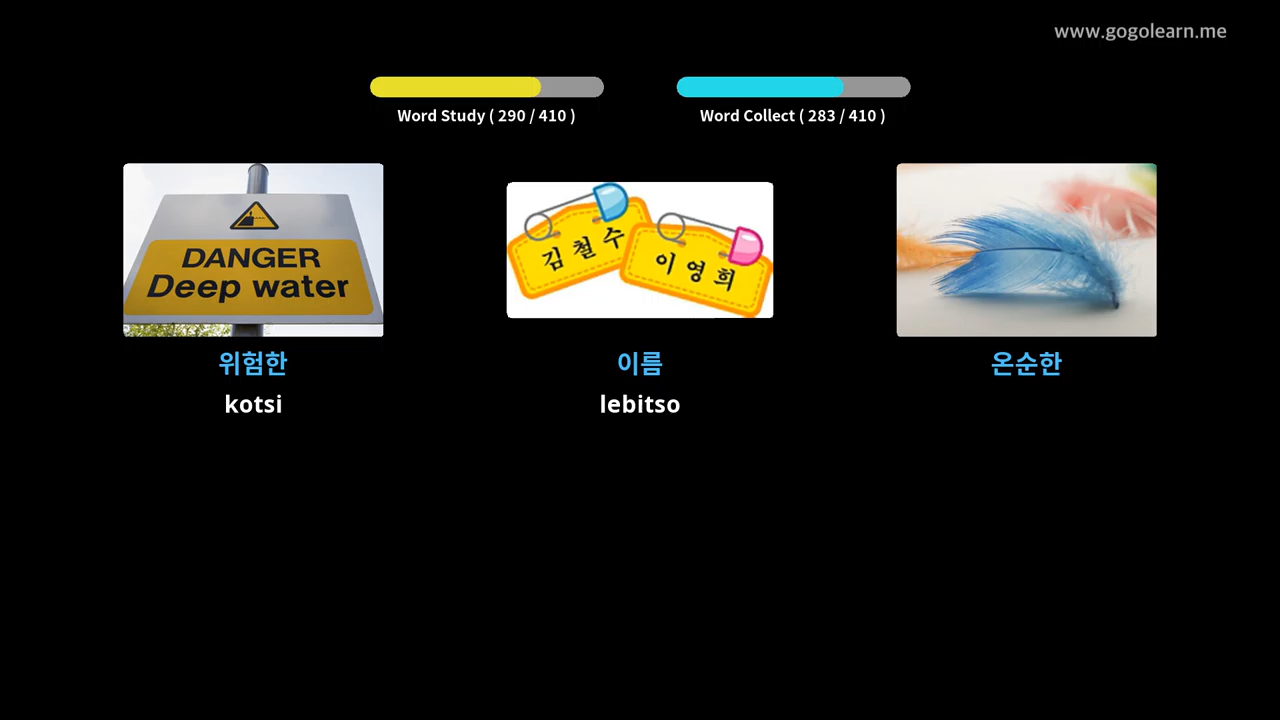 www.gogolearn.me
Word Study ( 290 / 410 )
Word Collect ( 283 / 410 )
DANGER
Deep water
김철수
이영희
위험한
이름
온순한
kotsi
lebitso